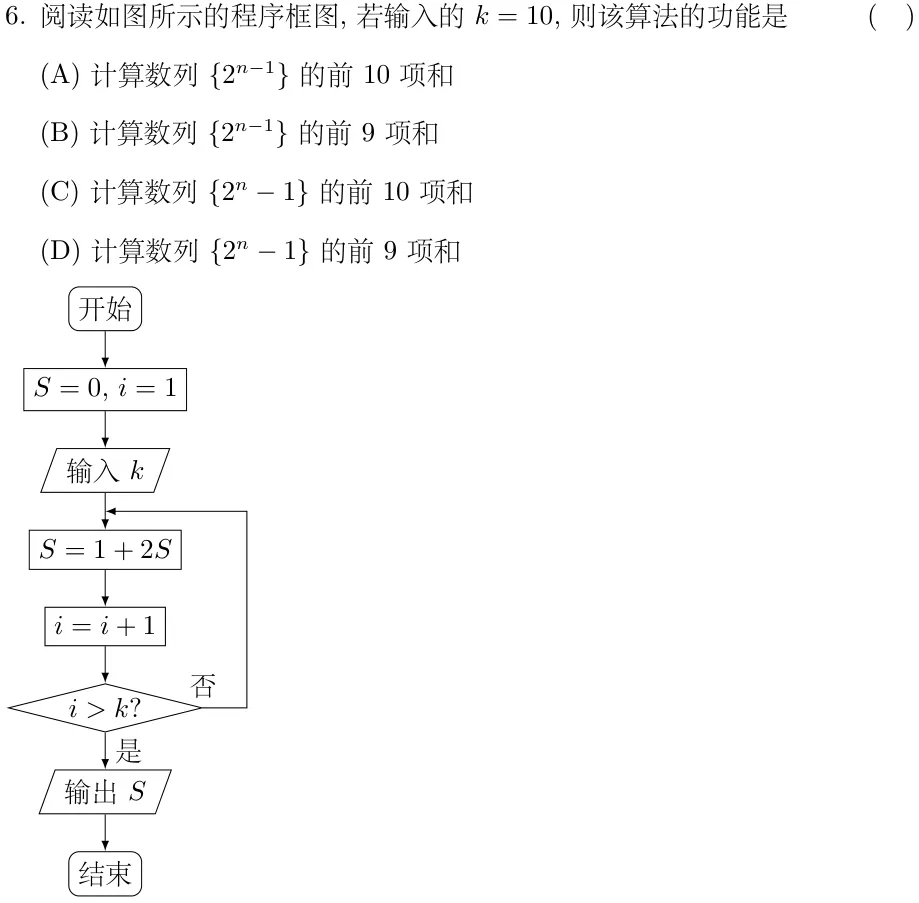 6. 阅读如图所示的程序框图, 若输入的 k = 10, 则该算法的功能是 ( )
(A) 计算数列 {2ⁿ⁻¹} 的前 10 项和
(B) 计算数列 {2ⁿ⁻¹} 的前 9 项和
(C) 计算数列 {2ⁿ − 1} 的前 10 项和
(D) 计算数列 {2ⁿ − 1} 的前 9 项和
开始
S = 0, i = 1
输入 k
S = 1 + 2S
i = i + 1
否
i > k?
是
输出 S
结束